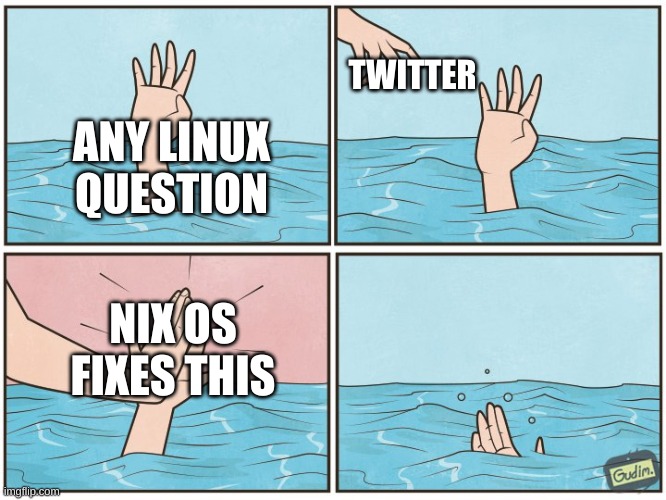 ANY LINUX
QUESTION
TWITTER
NIX OS
FIXES THIS
Gudim.
imgflip.com